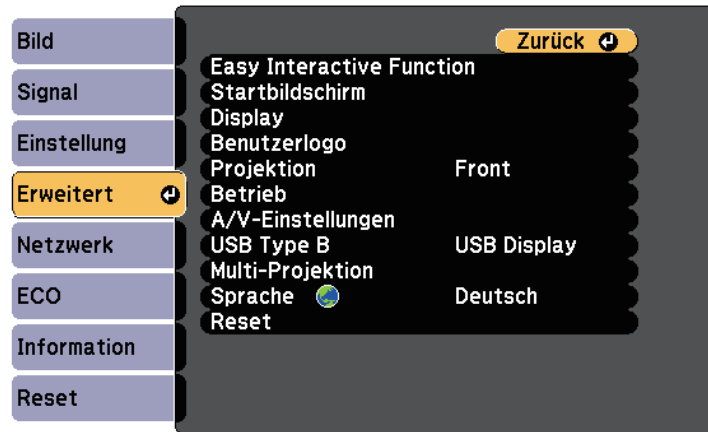 Bild
Signal
Einstellung
Erweitert
Netzwerk
ECO
Information
Reset
Zurück
Easy Interactive Function
Startbildschirm
Display
Benutzerlogo
Projektion Front
Betrieb
A/V-Einstellungen
USB Type B USB Display
Multi-Projektion
Sprache Deutsch
Reset